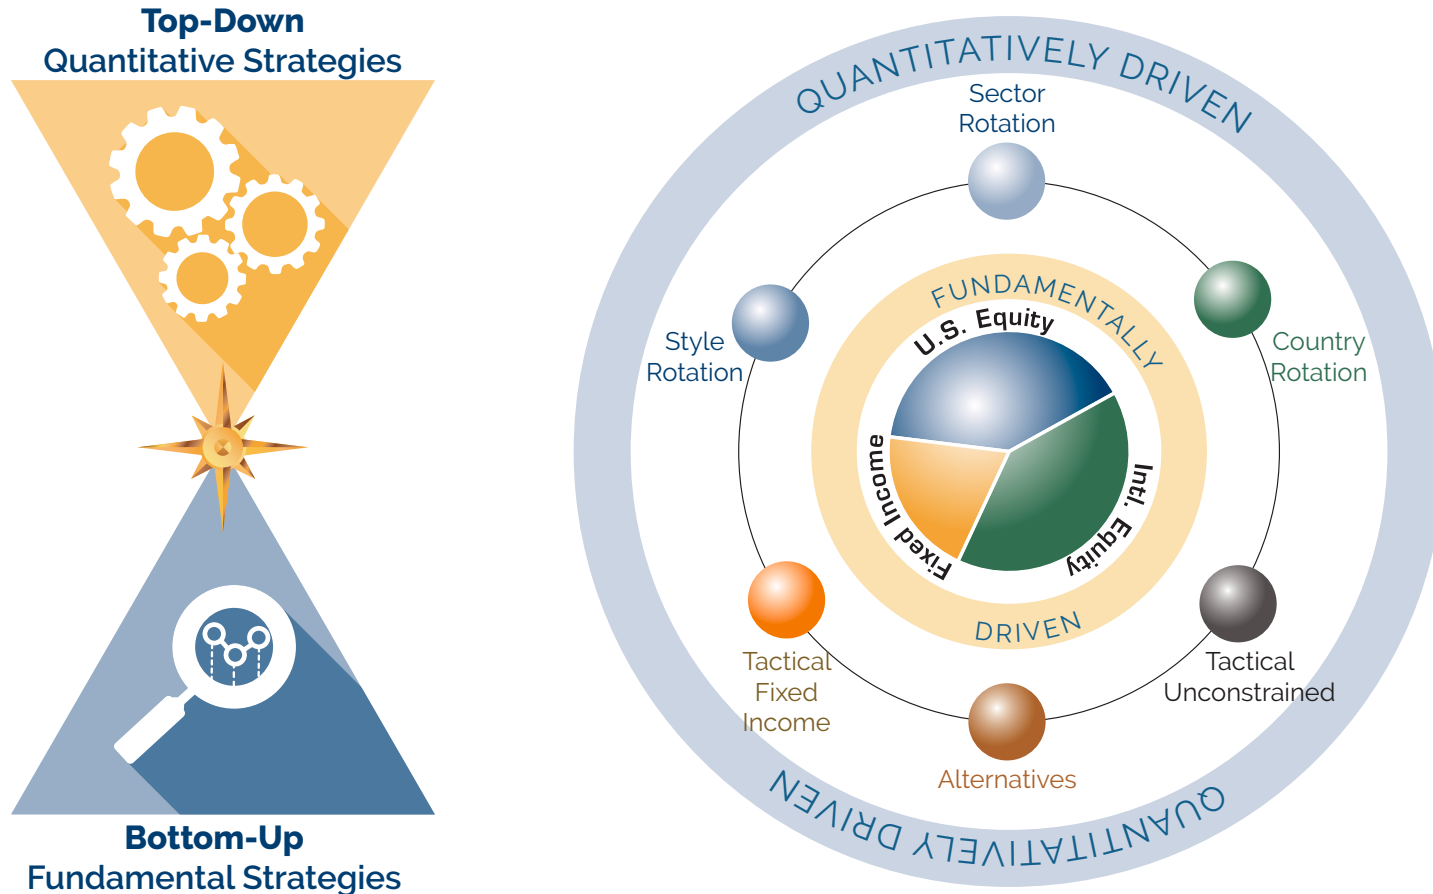 Top-Down
Quantitative Strategies
Bottom-Up
Fundamental Strategies
QUANTITATIVELY DRIVEN
Sector
Rotation
Style
Rotation
Country
Rotation
FUNDAMENTALLY
U.S. Equity
Fixed Income
Intl. Equity
DRIVEN
Tactical
Fixed
Income
Tactical
Unconstrained
Alternatives
QUANTITATIVELY DRIVEN